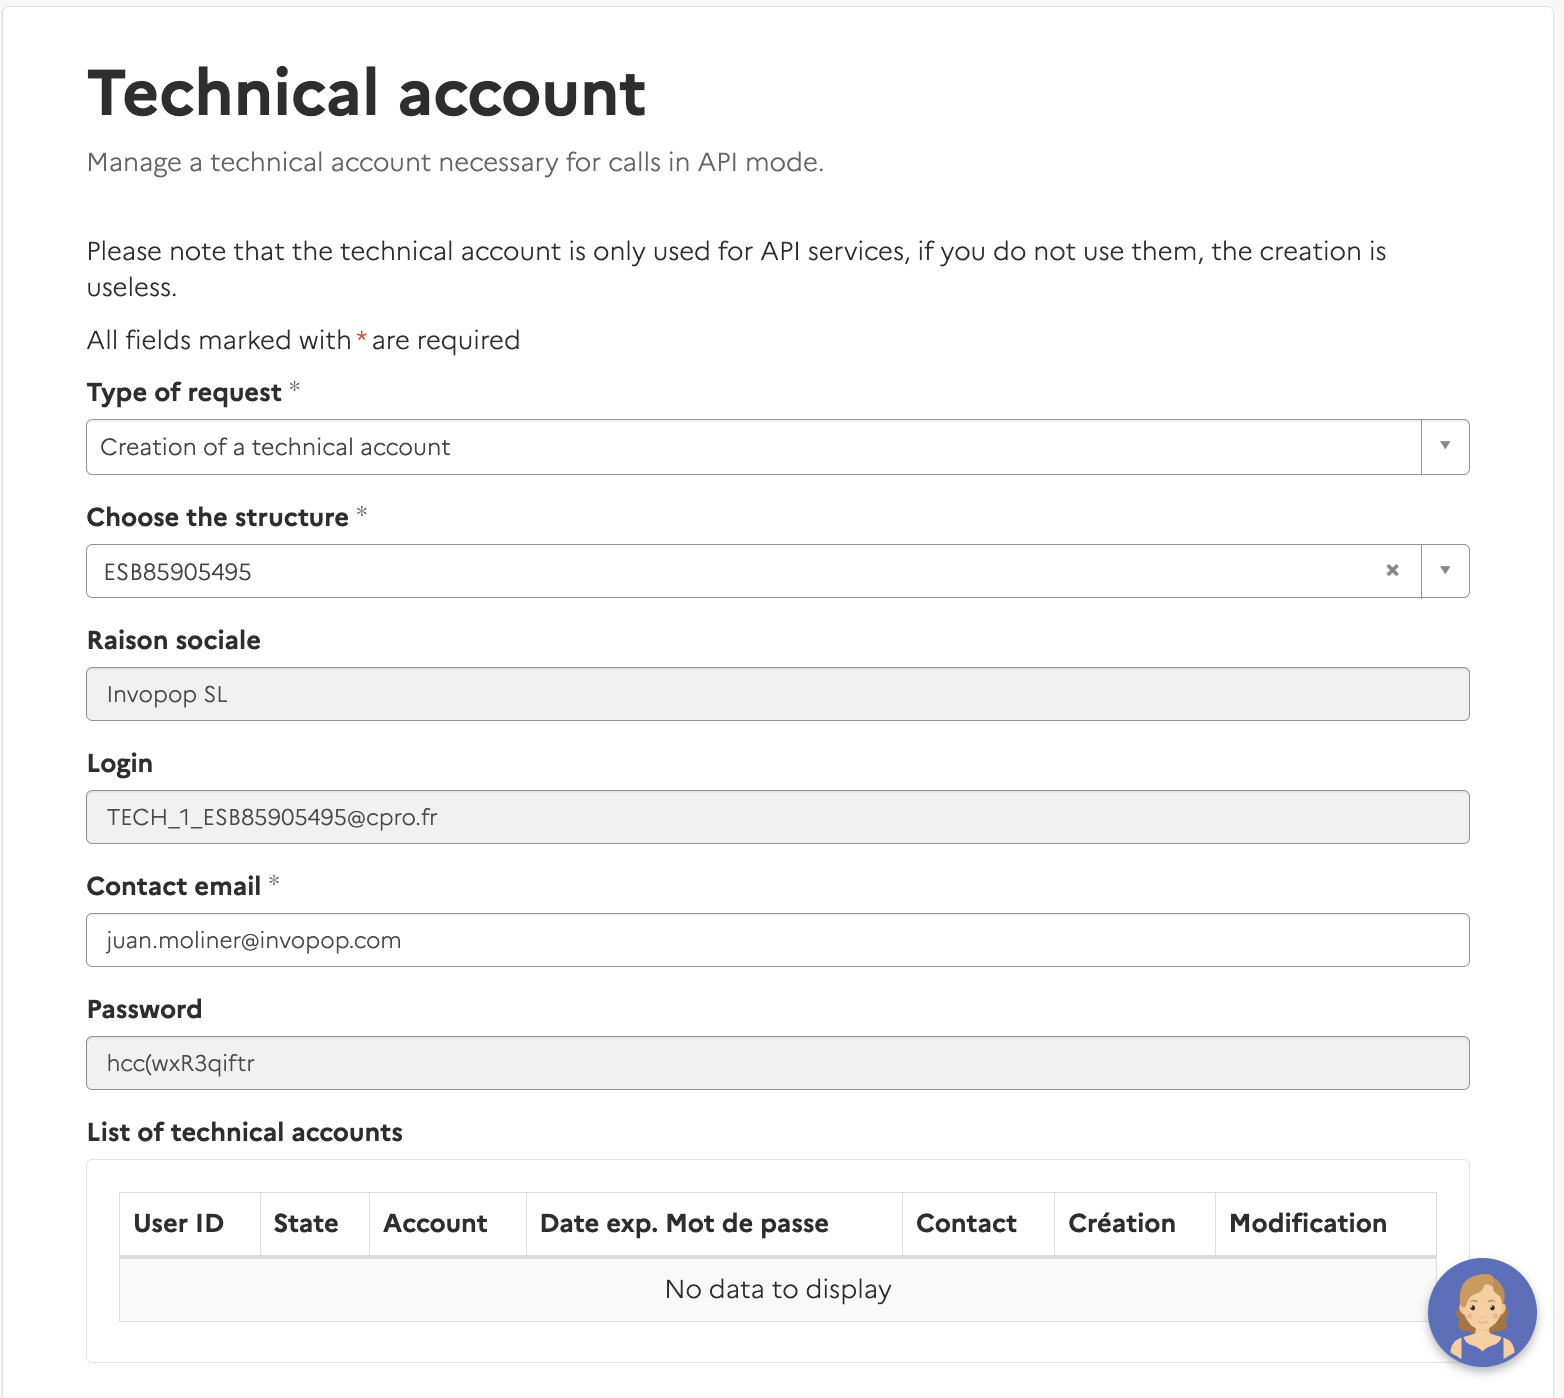 Technical account
Manage a technical account necessary for calls in API mode.
Please note that the technical account is only used for API services, if you do not use them, the creation is
useless.
All fields marked with * are required
Type of request *
Creation of a technical account
Choose the structure *
ESB85905495
Raison sociale
Invopop SL
Login
TECH_1_ESB85905495@cpro.fr
Contact email *
juan.moliner@invopop.com
Password
hcc(wxR3qiftr
List of technical accounts
User ID State Account Date exp. Mot de passe Contact Création Modification
No data to display